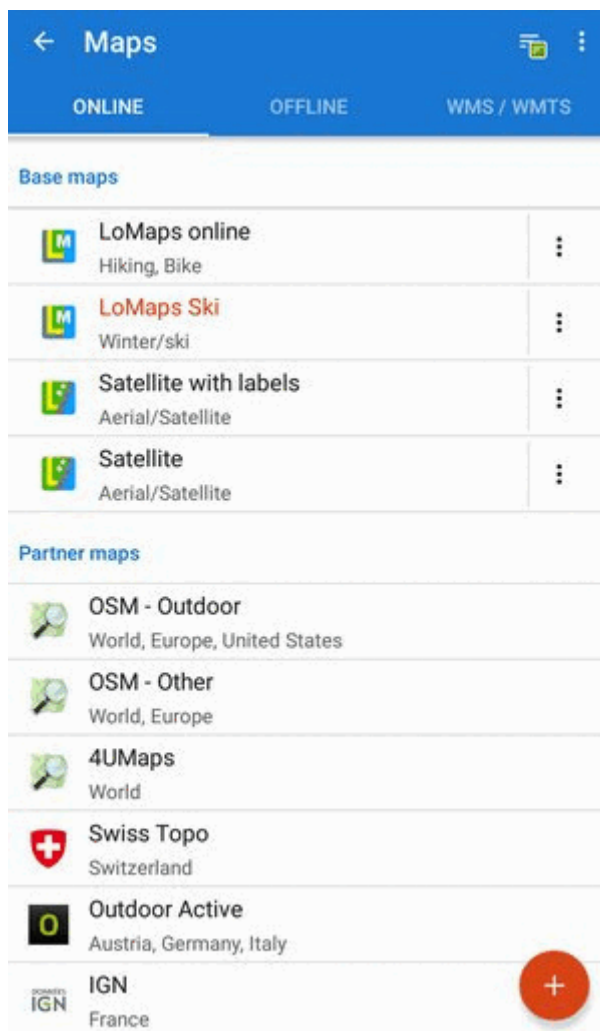 Maps
ONLINE OFFLINE WMS / WMTS
Base maps
LoMaps online
Hiking, Bike
LoMaps Ski
Winter/ski
Satellite with labels
Aerial/Satellite
Satellite
Aerial/Satellite
Partner maps
OSM - Outdoor
World, Europe, United States
OSM - Other
World, Europe
4UMaps
World
Swiss Topo
Switzerland
Outdoor Active
Austria, Germany, Italy
IGN
France